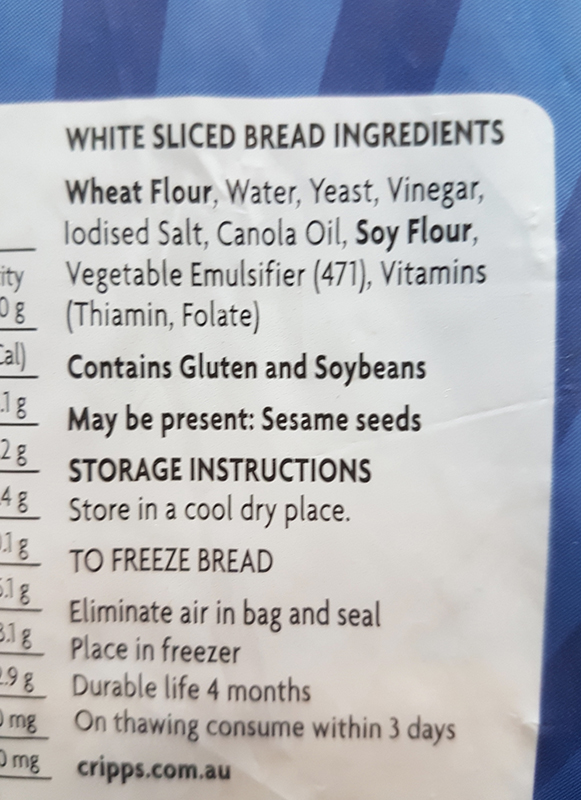 WHITE SLICED BREAD INGREDIENTS
Wheat Flour, Water, Yeast, Vinegar,
Iodised Salt, Canola Oil, Soy Flour,
Vegetable Emulsifier (471), Vitamins
(Thiamin, Folate)
Contains Gluten and Soybeans
May be present: Sesame seeds
STORAGE INSTRUCTIONS
Store in a cool dry place.
TO FREEZE BREAD
Eliminate air in bag and seal
Place in freezer
Durable life 4 months
On thawing consume within 3 days
cripps.com.au